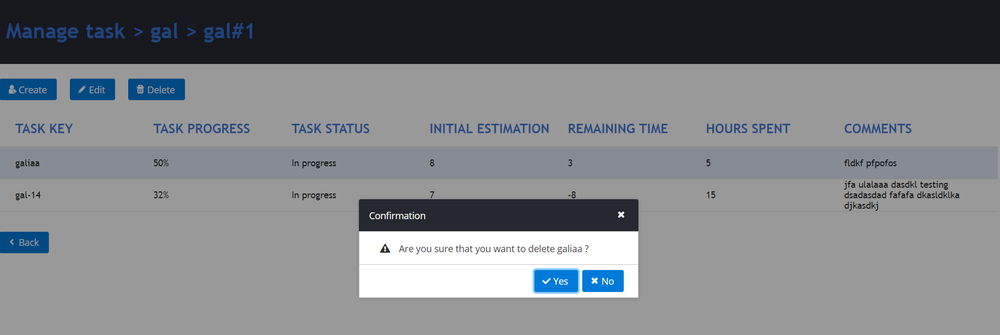 Manage task > gal > gal#1
Create Edit Delete
TASK KEY TASK PROGRESS TASK STATUS INITIAL ESTIMATION REMAINING TIME HOURS SPENT COMMENTS
galiaa 50% In progress 8 3 5 fldkf pfpofos
gal-14 32% In progress 7 -8 15 jfa ulalaaa dasdkl testing
dsadasdad fafafa dkasldklka
djkasdkj
Confirmation
Are you sure that you want to delete galiaa ?
Yes No
Back